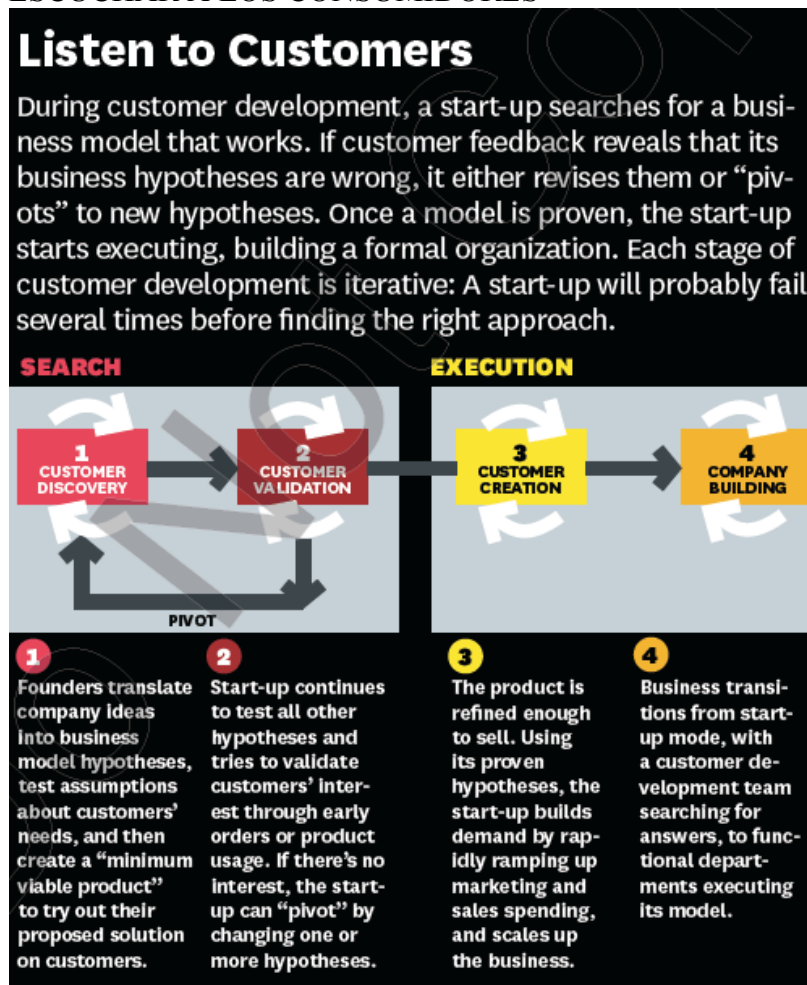 ESCUCHAR A LOS CONSUMIDORES
Listen to Customers
During customer development, a start-up searches for a busi-
ness model that works. If customer feedback reveals that its
business hypotheses are wrong, it either revises them or “piv-
ots” to new hypotheses. Once a model is proven, the start-up
starts executing, building a formal organization. Each stage of
customer development is iterative: A start-up will probably fail
several times before finding the right approach.
SEARCH
EXECUTION
1
CUSTOMER
DISCOVERY
2
CUSTOMER
VALIDATION
3
CUSTOMER
CREATION
4
COMPANY
BUILDING
PIVOT
1
Founders translate
company ideas
into business
model hypotheses,
test assumptions
about customers’
needs, and then
create a “minimum
viable product”
to try out their
proposed solution
on customers.
2
Start-up continues
to test all other
hypotheses and
tries to validate
customers’ inter-
est through early
orders or product
usage. If there’s no
interest, the start-
up can “pivot” by
changing one or
more hypotheses.
3
The product is
refined enough
to sell. Using
its proven
hypotheses, the
start-up builds
demand by rap-
idly ramping up
marketing and
sales spending,
and scales up
the business.
4
Business transi-
tions from start-
up mode, with
a customer de-
velopment team
searching for
answers, to func-
tional depart-
ments executing
its model.